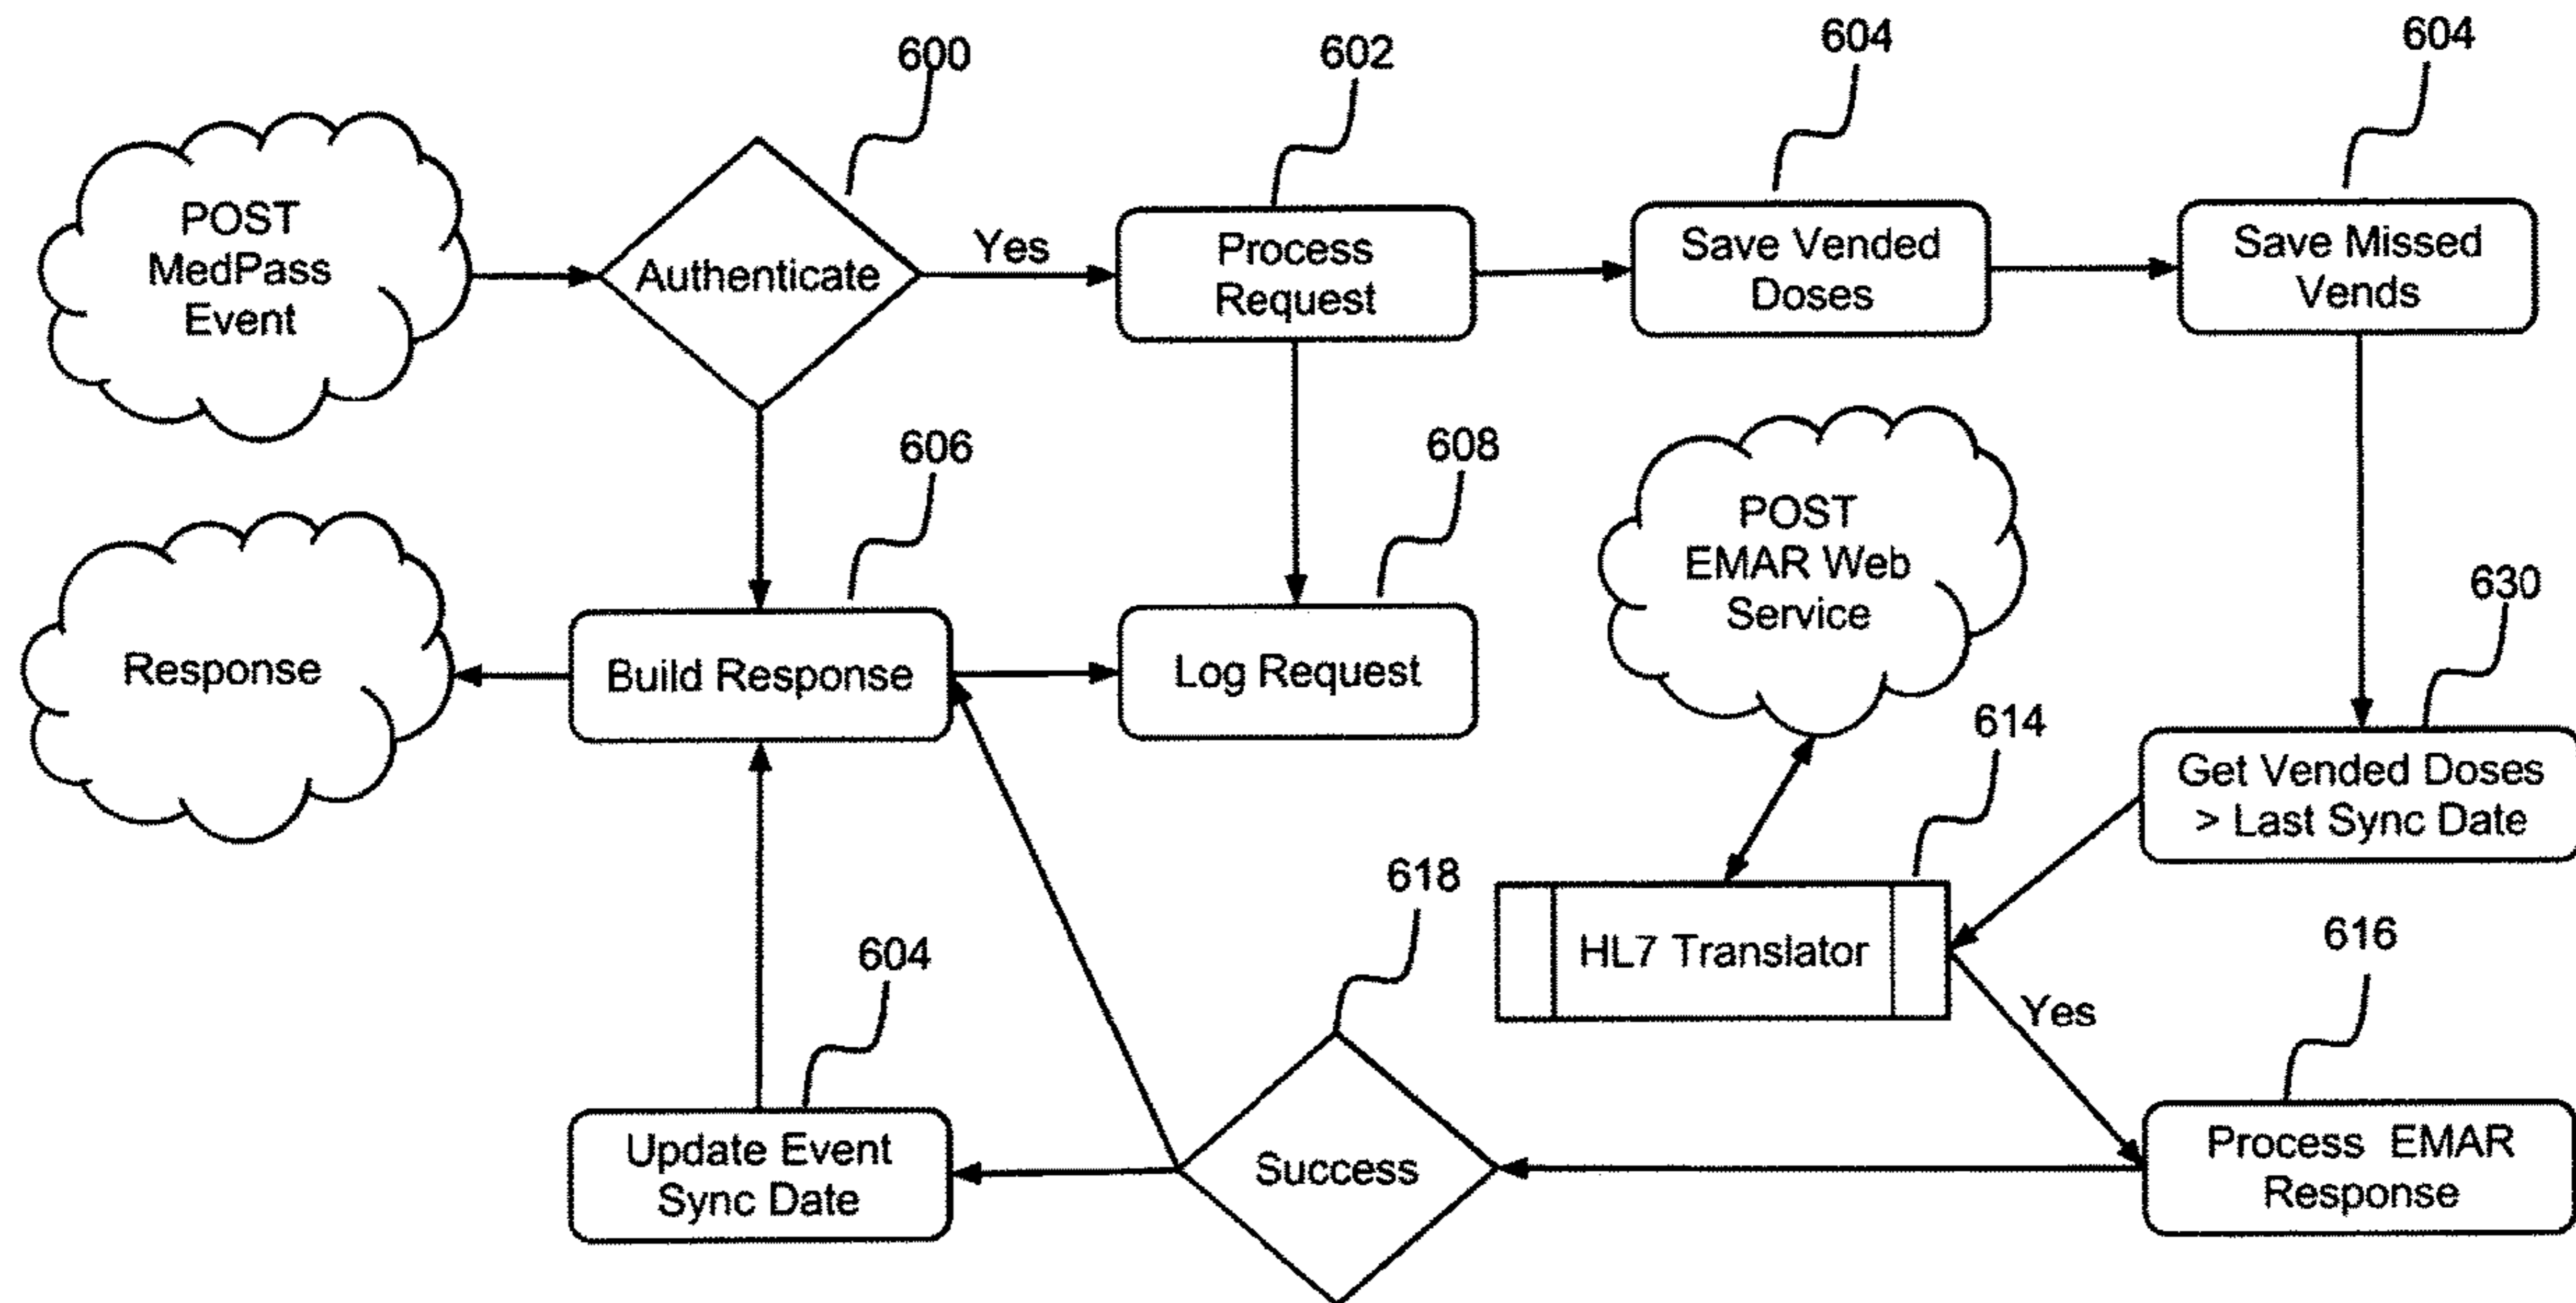 600
602
604
604
POST
MedPass
Event
Authenticate
Yes
Process
Request
Save Vended
Doses
Save Missed
Vends
606
608
POST
EMAR Web
Service
630
Response
Build Response
Log Request
614
Get Vended Doses
> Last Sync Date
618
HL7 Translator
616
604
Yes
Update Event
Sync Date
Success
Process EMAR
Response